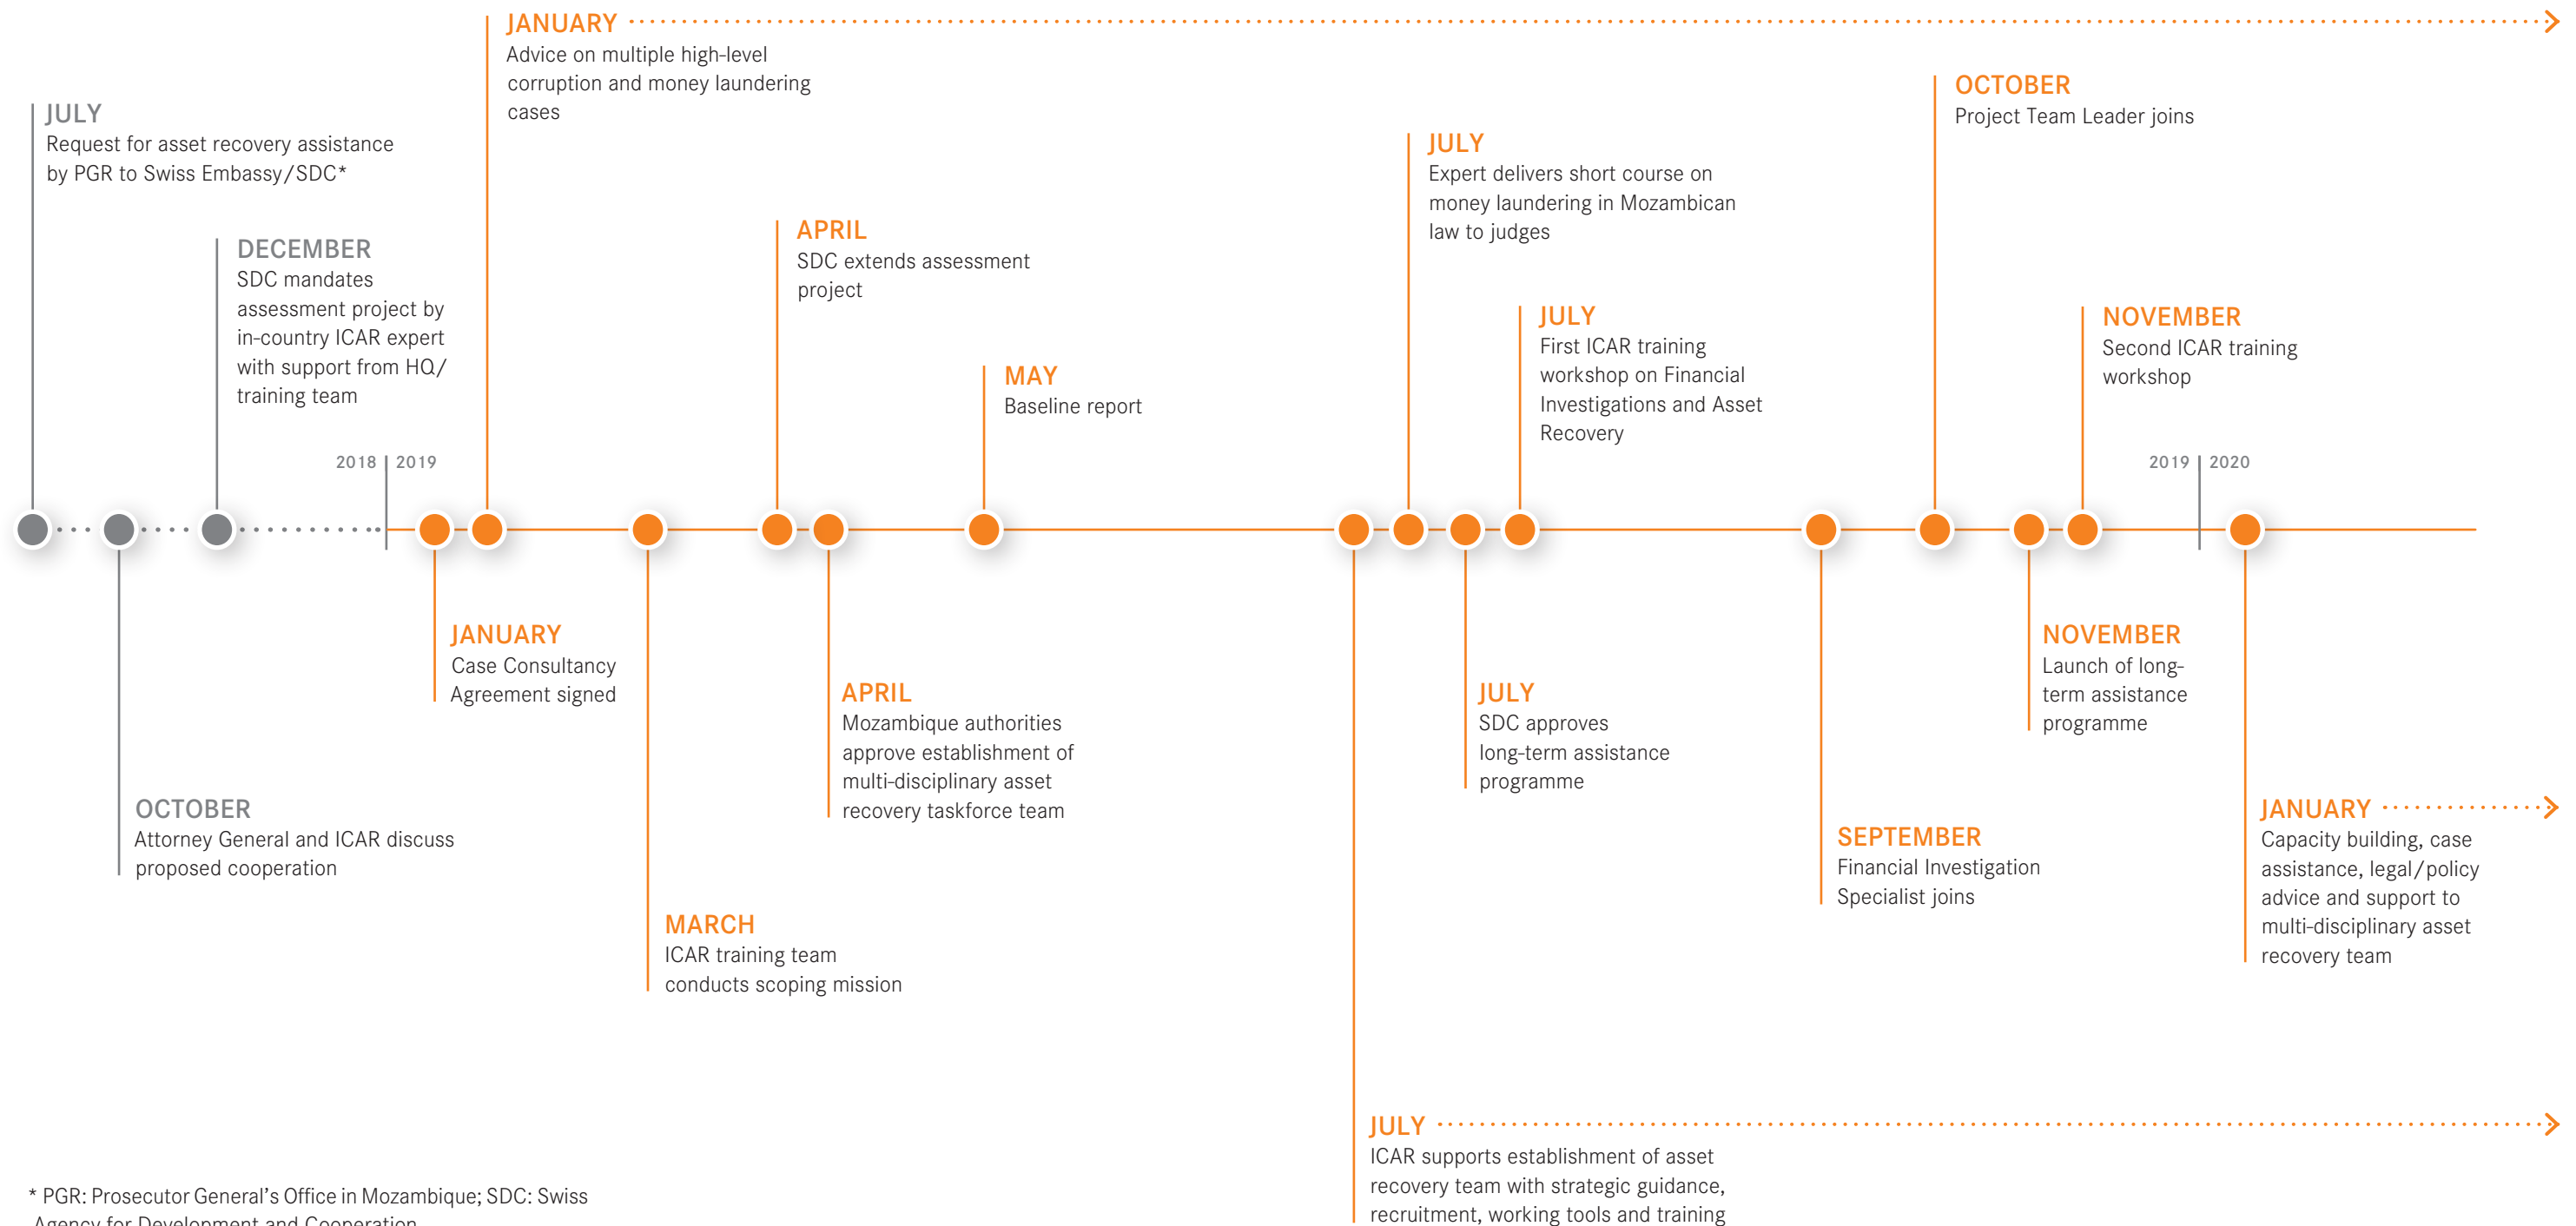 JANUARY
Advice on multiple high-level
corruption and money laundering
cases
JULY
Request for asset recovery assistance
by PGR to Swiss Embassy/SDC*
DECEMBER
SDC mandates
assessment project by
in-country ICAR expert
with support from HQ/
training team
APRIL
SDC extends assessment
project
MAY
Baseline report
JULY
Expert delivers short course on
money laundering in Mozambican
law to judges
JULY
First ICAR training
workshop on Financial
Investigations and Asset
Recovery
OCTOBER
Project Team Leader joins
NOVEMBER
Second ICAR training
workshop
2018 2019
2019 2020
OCTOBER
Attorney General and ICAR discuss
proposed cooperation
JANUARY
Case Consultancy
Agreement signed
MARCH
ICAR training team
conducts scoping mission
APRIL
Mozambique authorities
approve establishment of
multi-disciplinary asset
recovery taskforce team
JULY
ICAR supports establishment of asset
recovery team with strategic guidance,
recruitment, working tools and training
JULY
SDC approves
long-term assistance
programme
SEPTEMBER
Financial Investigation
Specialist joins
NOVEMBER
Launch of long-
term assistance
programme
JANUARY
Capacity building, case
assistance, legal/policy
advice and support to
multi-disciplinary asset
recovery team
* PGR: Prosecutor General's Office in Mozambique; SDC: Swiss
Agency for Development and Cooperation